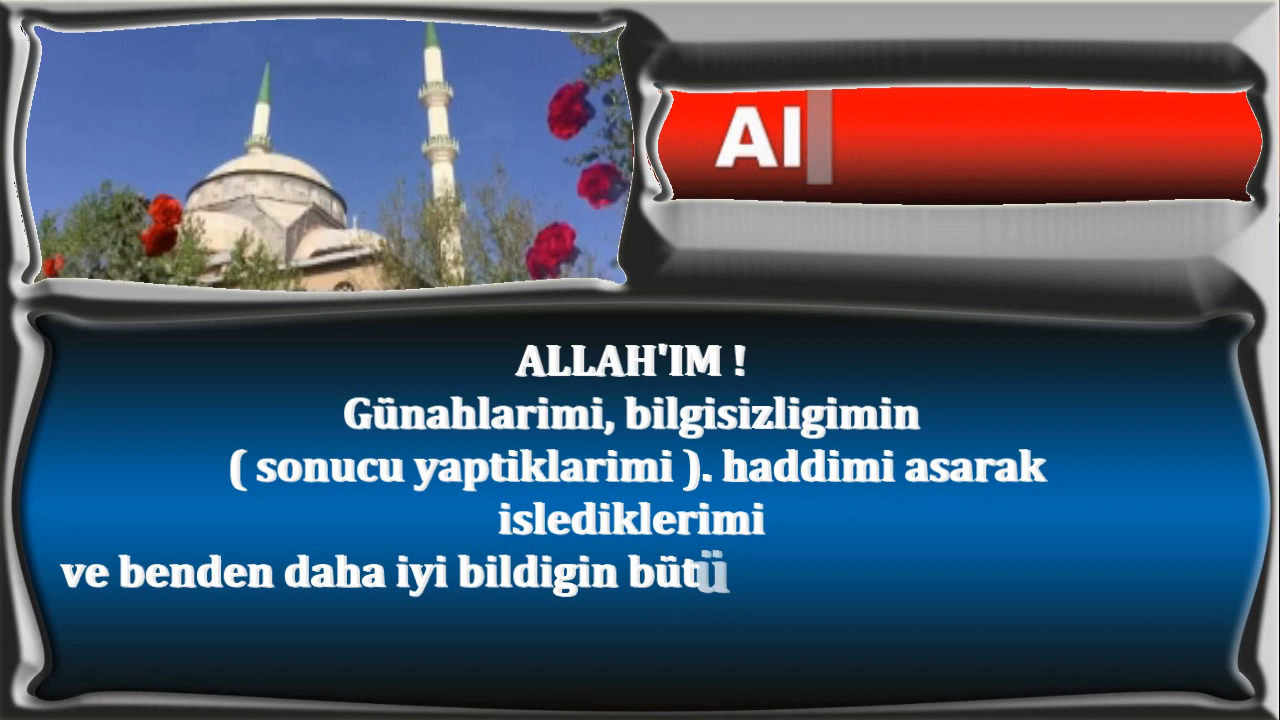 Al
ALLAH'IM !
Günahlarimi, bilgisizligimin
( sonucu yaptiklarimi ). haddimi asarak
islediklerimi
ve benden daha iyi bildigin bütü